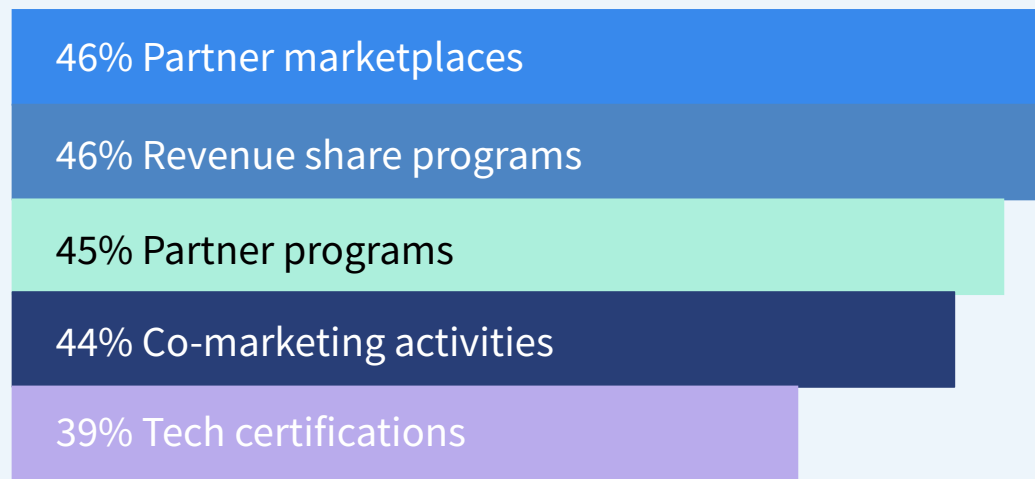 46% Partner marketplaces
46% Revenue share programs
45% Partner programs
44% Co-marketing activities
39% Tech certifications